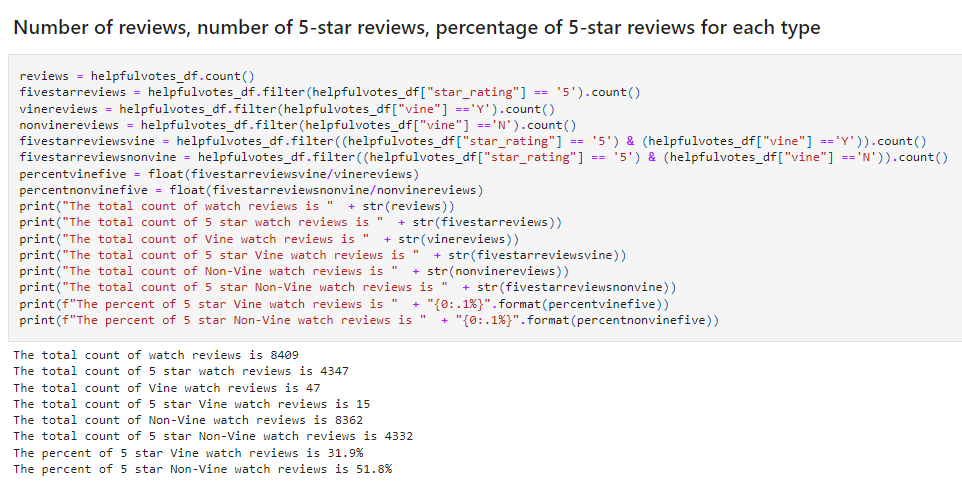 Number of reviews, number of 5-star reviews, percentage of 5-star reviews for each type
reviews = helpfulvotes_df.count()
fivestarreviews = helpfulvotes_df.filter(helpfulvotes_df["star_rating"] == '5').count()
vinereviews = helpfulvotes_df.filter(helpfulvotes_df["vine"] =='Y').count()
nonvinereviews = helpfulvotes_df.filter(helpfulvotes_df["vine"] =='N').count()
fivestarreviewsvine = helpfulvotes_df.filter((helpfulvotes_df["star_rating"] == '5') & (helpfulvotes_df["vine"] =='Y')).count()
fivestarreviewsnonvine = helpfulvotes_df.filter((helpfulvotes_df["star_rating"] == '5') & (helpfulvotes_df["vine"] =='N')).count()
percentvinefive = float(fivestarreviewsvine/vinereviews)
percentnonvinefive = float(fivestarreviewsnonvine/nonvinereviews)
print("The total count of watch reviews is "  + str(reviews))
print("The total count of 5 star watch reviews is "  + str(fivestarreviews))
print("The total count of Vine watch reviews is "  + str(vinereviews))
print("The total count of 5 star Vine watch reviews is "  + str(fivestarreviewsvine))
print("The total count of Non-Vine watch reviews is "  + str(nonvinereviews))
print("The total count of 5 star Non-Vine watch reviews is "  + str(fivestarreviewsnonvine))
print(f"The percent of 5 star Vine watch reviews is "  + "{0:.1%}".format(percentvinefive))
print(f"The percent of 5 star Non-Vine watch reviews is "  + "{0:.1%}".format(percentnonvinefive))
The total count of watch reviews is 8409
The total count of 5 star watch reviews is 4347
The total count of Vine watch reviews is 47
The total count of 5 star Vine watch reviews is 15
The total count of Non-Vine watch reviews is 8362
The total count of 5 star Non-Vine watch reviews is 4332
The percent of 5 star Vine watch reviews is 31.9%
The percent of 5 star Non-Vine watch reviews is 51.8%